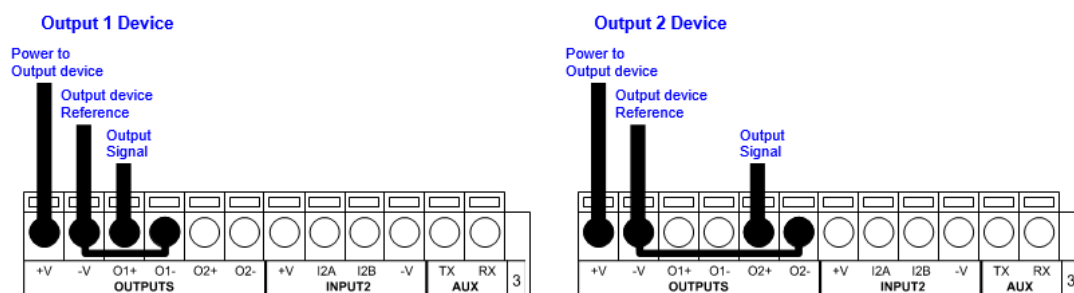 Output 1 Device
Power to
Output device
Output device
Reference
Output
Signal
+V -V O1+ O1- O2+ O2- +V I2A I2B -V TX RX 3
OUTPUTS INPUT2 AUX
Output 2 Device
Power to
Output device
Output device
Reference
Output
Signal
+V -V O1+ O1- O2+ O2- +V I2A I2B -V TX RX 3
OUTPUTS INPUT2 AUX